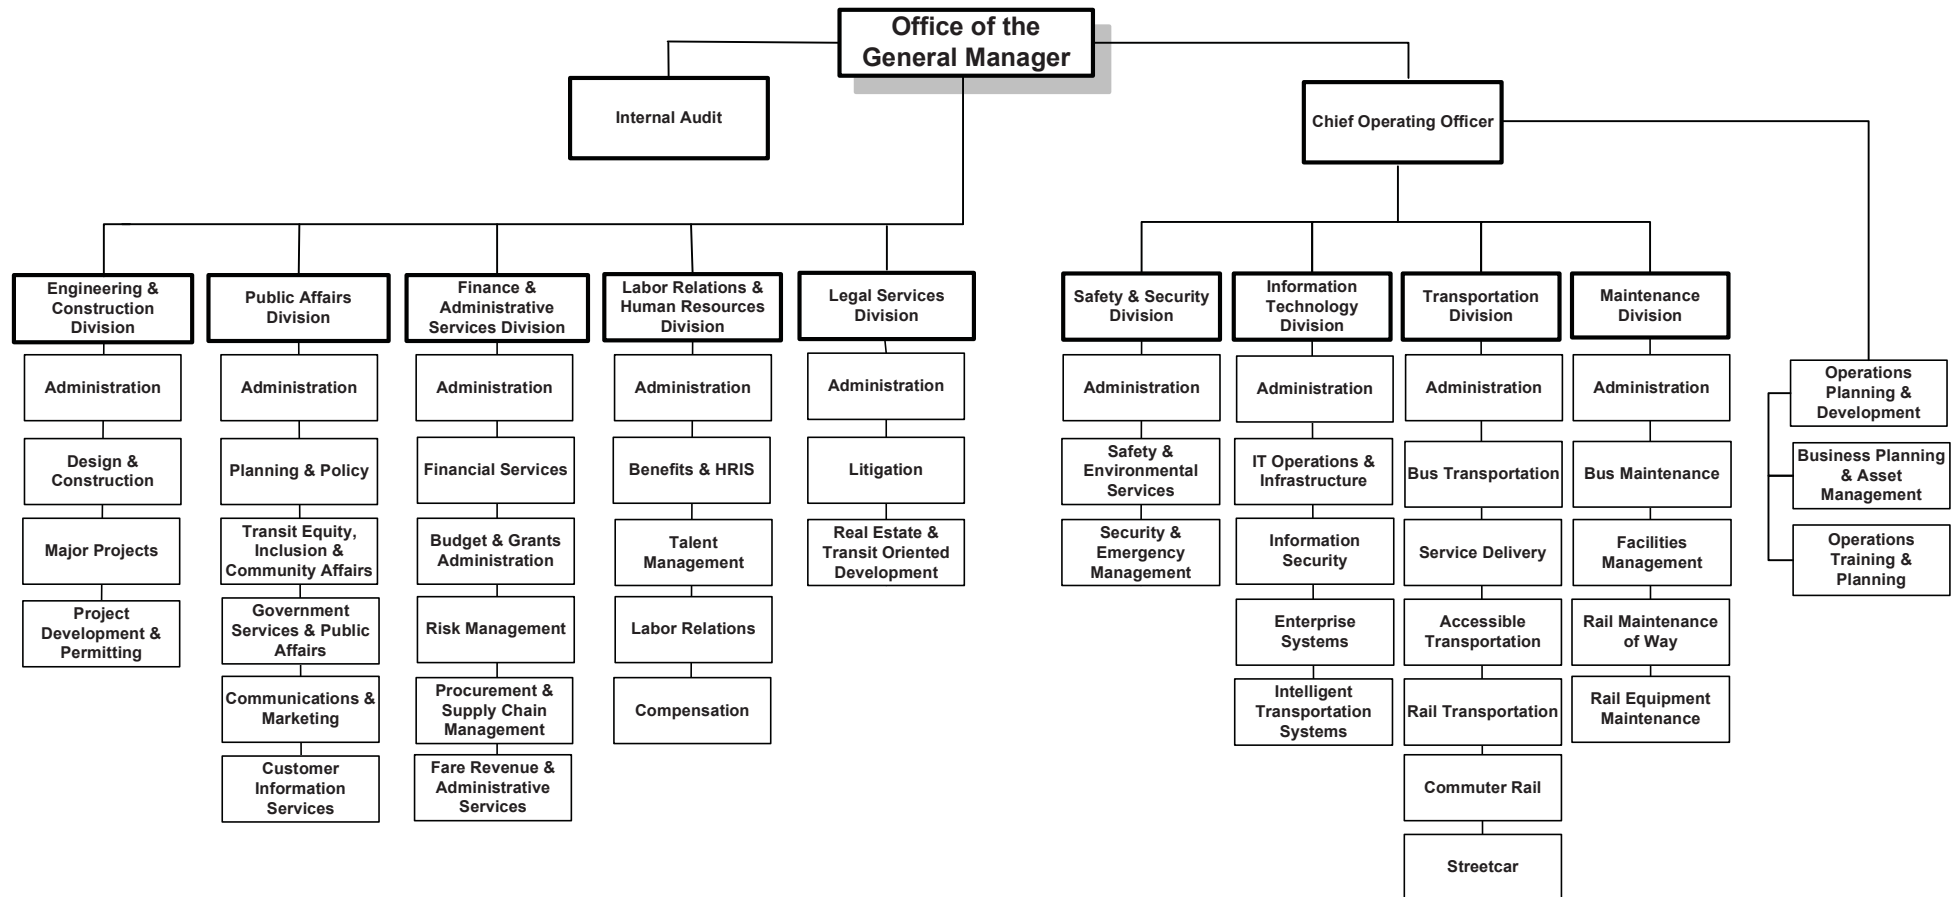 Office of the
General Manager
Internal Audit
Chief Operating Officer
Engineering &
Construction
Division
Public Affairs
Division
Finance &
Administrative
Services Division
Labor Relations &
Human Resources
Division
Legal Services
Division
Safety & Security
Division
Information
Technology
Division
Transportation
Division
Maintenance
Division
Administration
Design &
Construction
Major Projects
Project
Development &
Permitting
Administration
Planning & Policy
Transit Equity,
Inclusion &
Community Affairs
Government
Services & Public
Affairs
Communications &
Marketing
Customer
Information
Services
Administration
Financial Services
Budget & Grants
Administration
Risk Management
Procurement &
Supply Chain
Management
Fare Revenue &
Administrative
Services
Administration
Benefits & HRIS
Talent
Management
Labor Relations
Compensation
Administration
Litigation
Real Estate &
Transit Oriented
Development
Administration
Safety &
Environmental
Services
Security &
Emergency
Management
Administration
IT Operations &
Infrastructure
Information
Security
Enterprise
Systems
Intelligent
Transportation
Systems
Administration
Bus Transportation
Service Delivery
Accessible
Transportation
Rail Transportation
Commuter Rail
Streetcar
Administration
Bus Maintenance
Facilities
Management
Rail Maintenance
of Way
Rail Equipment
Maintenance
Operations
Planning &
Development
Business Planning
& Asset
Management
Operations
Training &
Planning